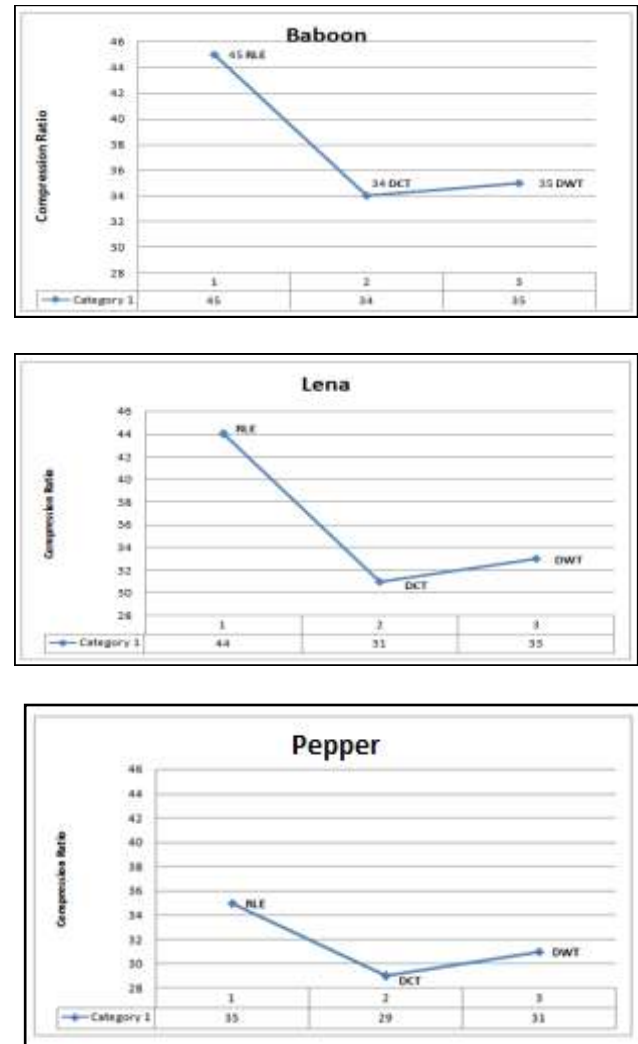 Baboon
Compression Ratio
46
44
42
40
38
36
34
32
30
28
45 RLE
34 DCT
35 DWT
1 2 3
Category 1 45 34 35
Lena
Compression Ratio
46
44
42
40
38
36
34
32
30
28
RLE
DCT
DWT
1 2 3
Category 1 44 31 33
Pepper
Compression Ratio
46
44
42
40
38
36
34
32
30
28
RLE
DCT
DWT
1 2 3
Category 1 35 29 31